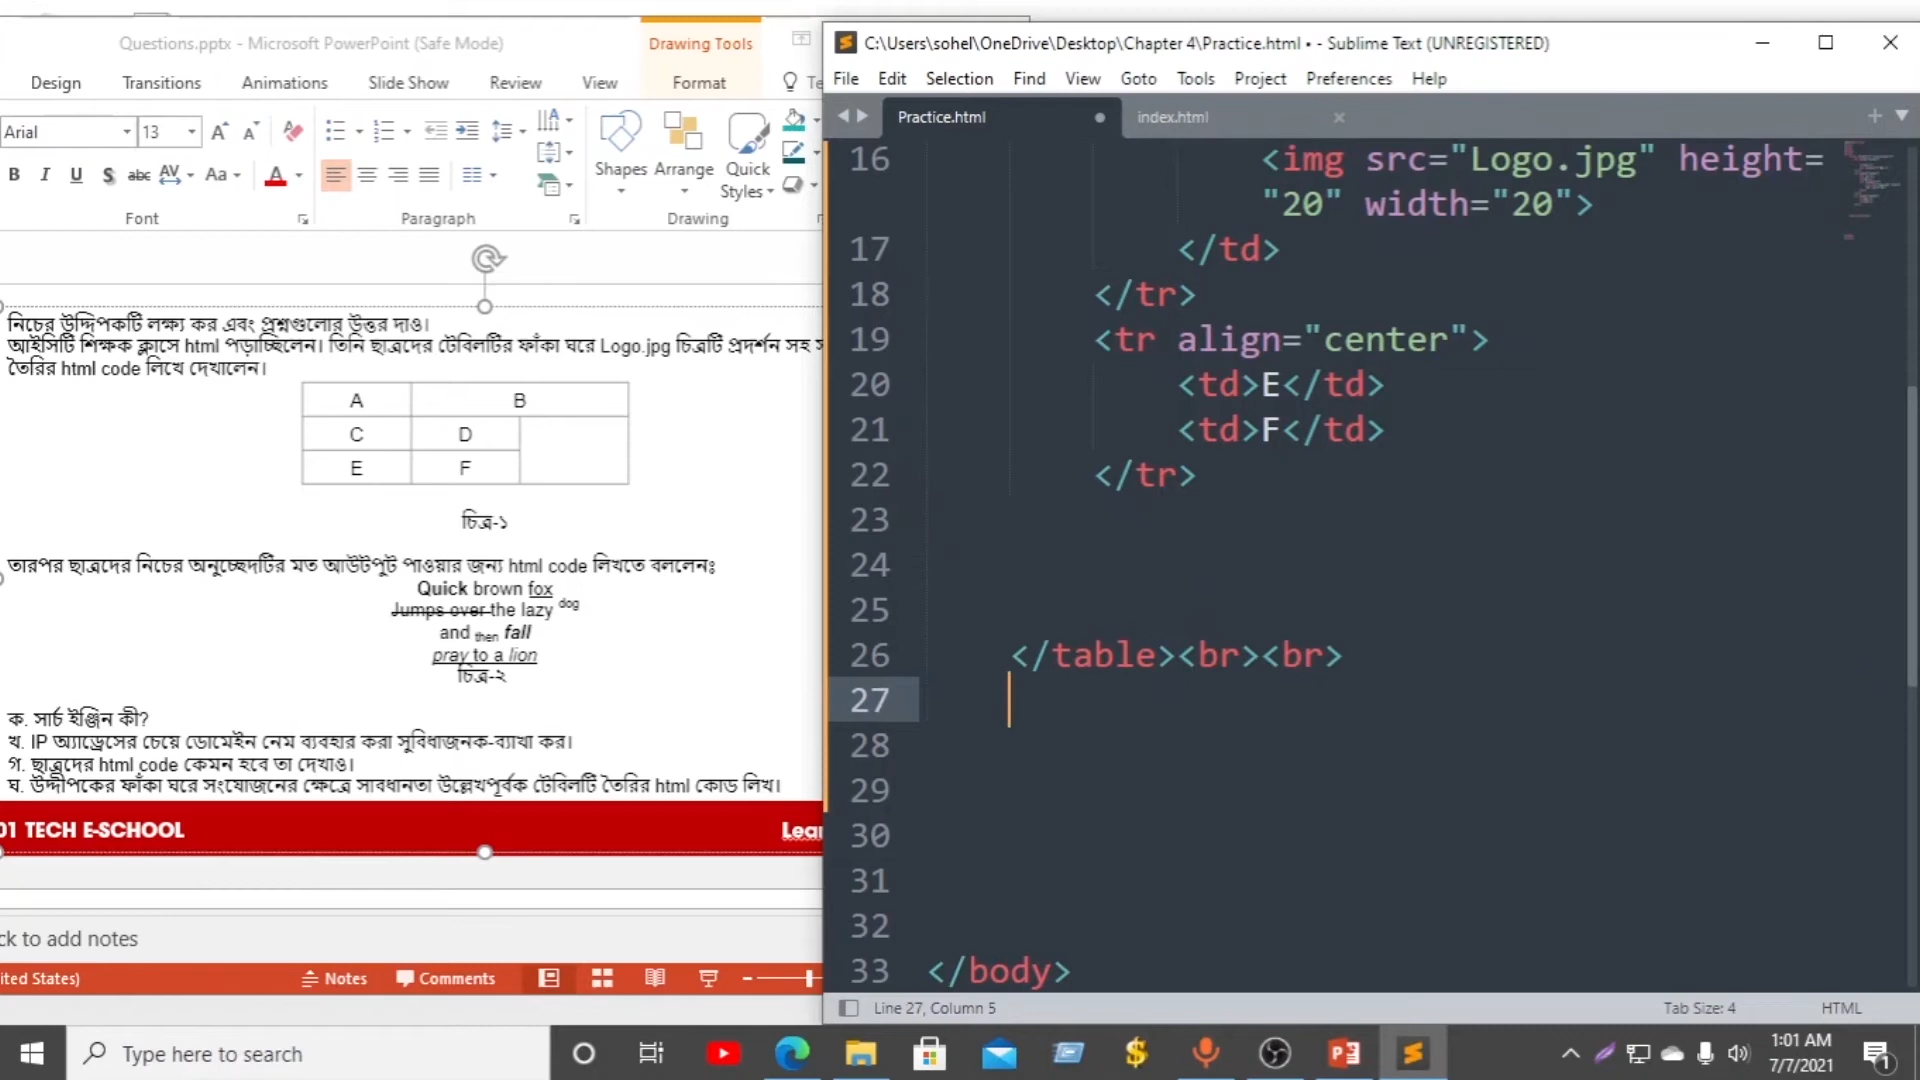 Questions.pptx - Microsoft PowerPoint (Safe Mode)
Drawing Tools
Design Transitions Animations Slide Show Review View Format
Arial 13
Shapes Arrange Quick Styles
Font Paragraph Drawing
নিচের উদ্দিপকটি লক্ষ্য কর এবং প্রশ্নগুলোর উত্তর দাও।
আইসিটি শিক্ষক ক্লাসে html পড়াচ্ছিলেন। তিনি ছাত্রদের টেবিলটির ফাঁকা ঘরে Logo.jpg চিত্রটি প্রদর্শন সহ
তৈরির html code লিখে দেখালেন।
A B
C D
E F
চিত্র-১
তারপর ছাত্রদের নিচের অনুচ্ছেদটির মত আউটপুট পাওয়ার জন্য html code লিখতে বললেনঃ
Quick brown fox
Jumps over the lazy dog
and then fall
pray to a lion
চিত্র-২
ক. সার্চ ইঞ্জিন কী?
খ. IP অ্যাড্রেসের চেয়ে ডোমেইন নেম ব্যবহার করা সুবিধাজনক-ব্যাখা কর।
গ. ছাত্রদের html code কেমন হবে তা দেখাও।
ঘ. উদ্দীপকের ফাঁকা ঘরে সংযোজনের ক্ষেত্রে সাবধানতা উল্লেখপূর্বক টেবিলটি তৈরির html কোড লিখ।
01 TECH E-SCHOOL
ck to add notes
ited States) Notes Comments
C:\Users\sohel\OneDrive\Desktop\Chapter 4\Practice.html • - Sublime Text (UNREGISTERED)
File Edit Selection Find View Goto Tools Project Preferences Help
Practice.html index.html
16 <img src="Logo.jpg" height=
"20" width="20">
17 </td>
18 </tr>
19 <tr align="center">
20 <td>E</td>
21 <td>F</td>
22 </tr>
23
24
25
26 </table><br><br>
27
28
29
30
31
32
33 </body>
Line 27, Column 5 Tab Size: 4 HTML
Type here to search
1:01 AM
7/7/2021
1